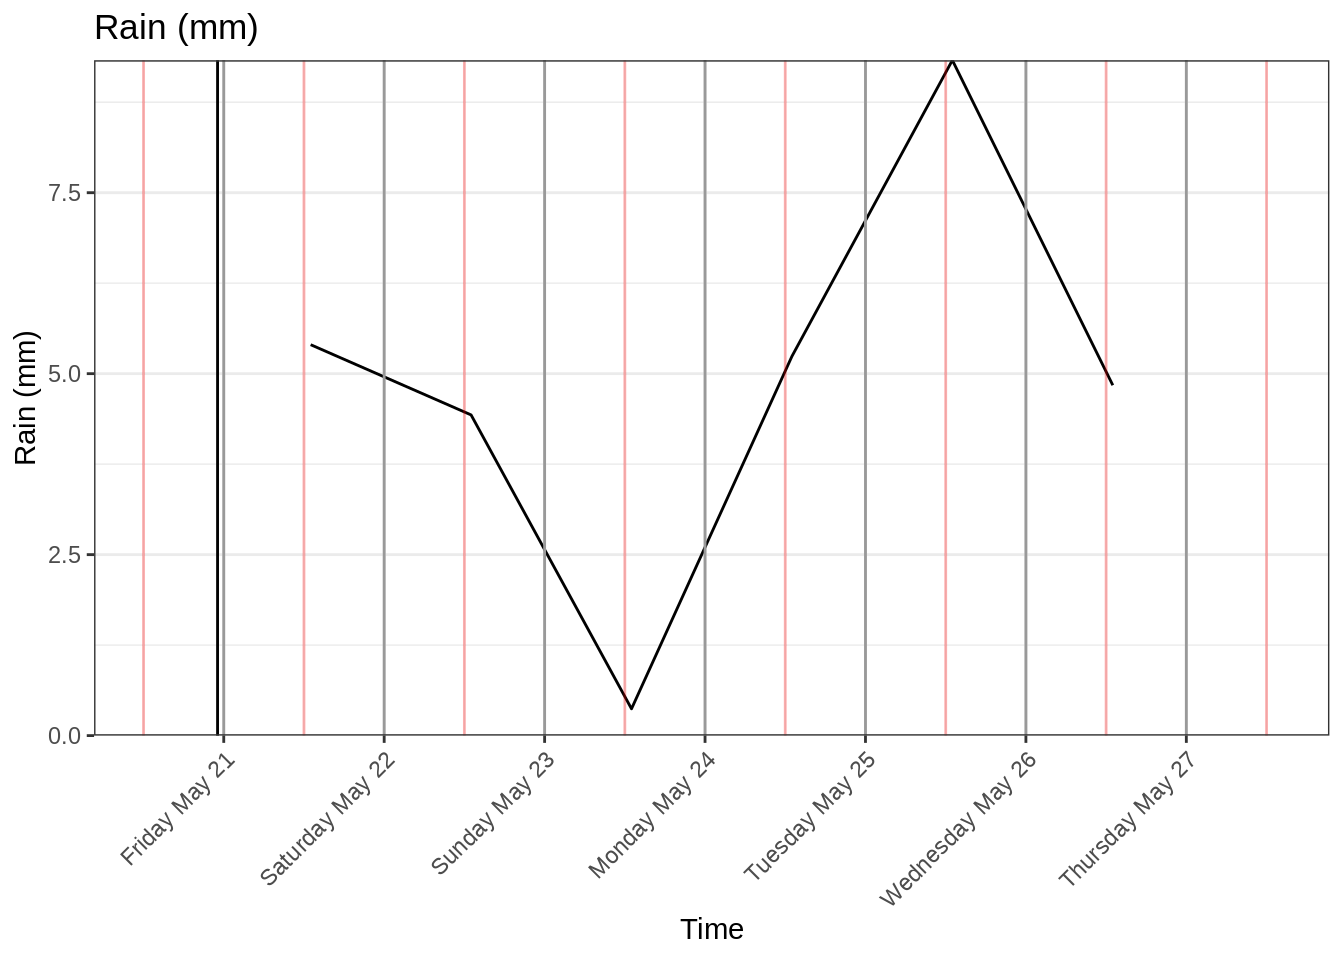 Rain (mm)
Rain (mm)
7.5
5.0
2.5
0.0
Friday May 21
Saturday May 22
Sunday May 23
Monday May 24
Tuesday May 25
Wednesday May 26
Thursday May 27
Time